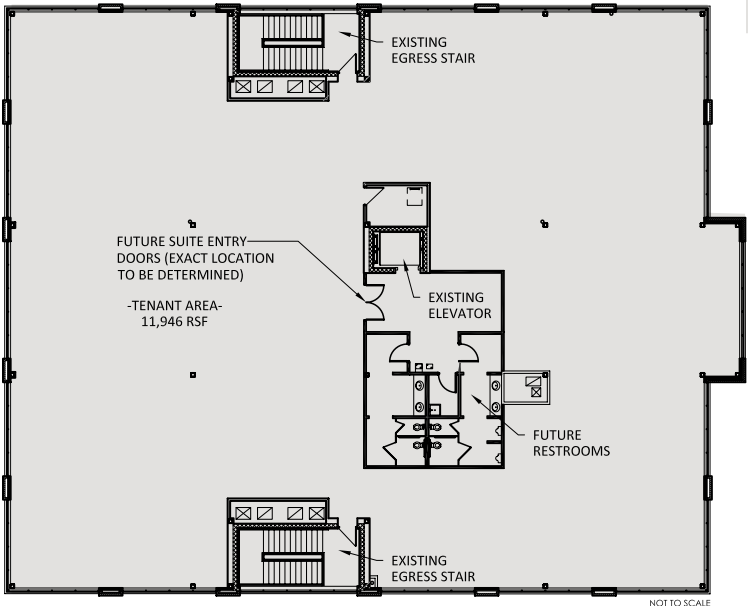 EXISTING
EGRESS STAIR
FUTURE SUITE ENTRY
DOORS (EXACT LOCATION
TO BE DETERMINED)
-TENANT AREA-
11,946 RSF
EXISTING
ELEVATOR
FUTURE
RESTROOMS
EXISTING
EGRESS STAIR
NOT TO SCALE